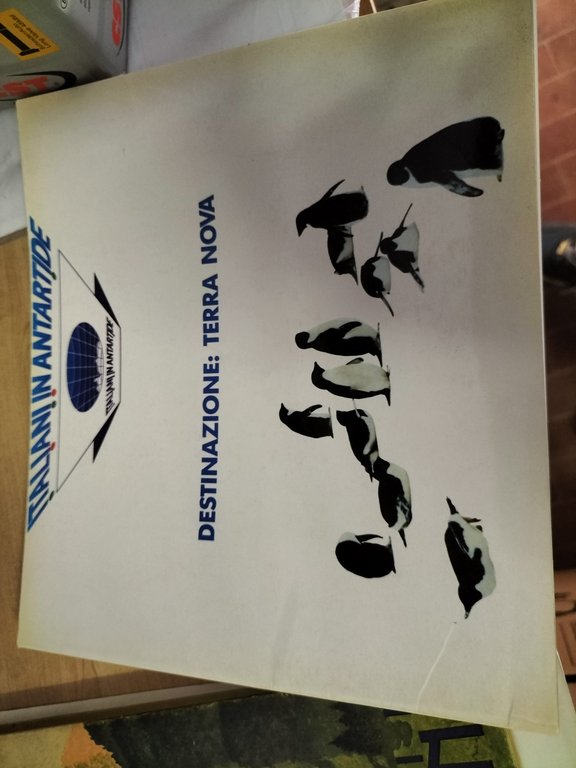 ITALIANI IN ANTARTIDE
ITALIANI IN ANTARTIDE
DESTINAZIONE: TERRA NOVA